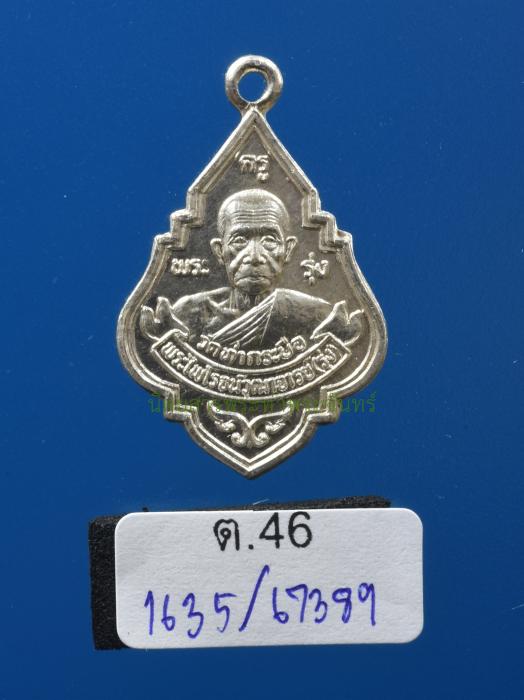 กรู
พระ รุ่ง
วัดท่ากระบือ
พระไพโรจน์วุฒาจารย์(รุ่ง)
ต.46
1635/67389